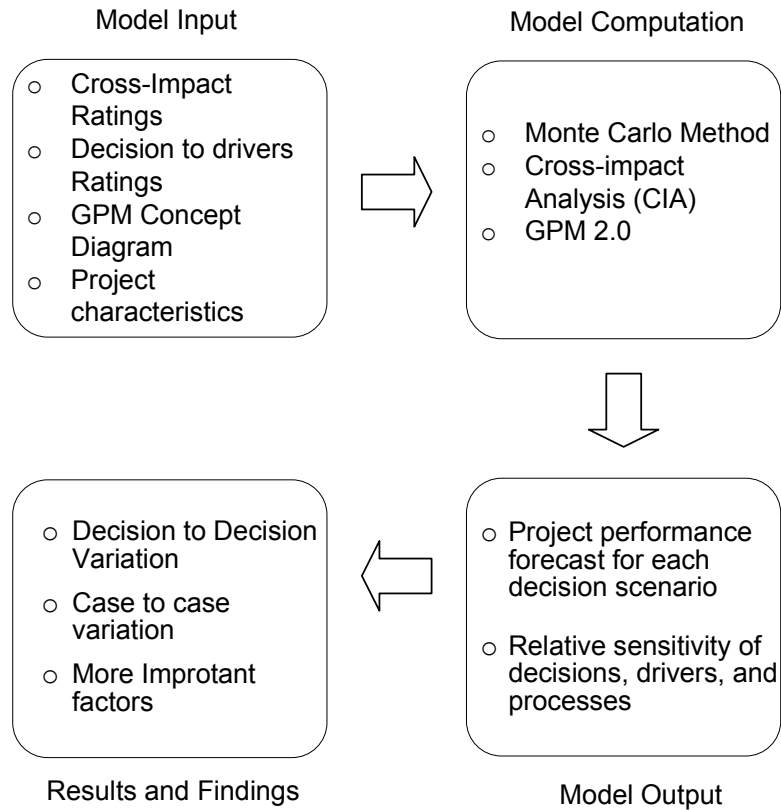 Model Input
○ Cross-Impact
Ratings
○ Decision to drivers
Ratings
○ GPM Concept
Diagram
○ Project
characteristics
Model Computation
○ Monte Carlo Method
○ Cross-impact
Analysis (CIA)
○ GPM 2.0
○ Project performance
forecast for each
decision scenario
○ Relative sensitivity of
decisions, drivers, and
processes
Model Output
○ Decision to Decision
Variation
○ Case to case
variation
○ More Improtant
factors
Results and Findings